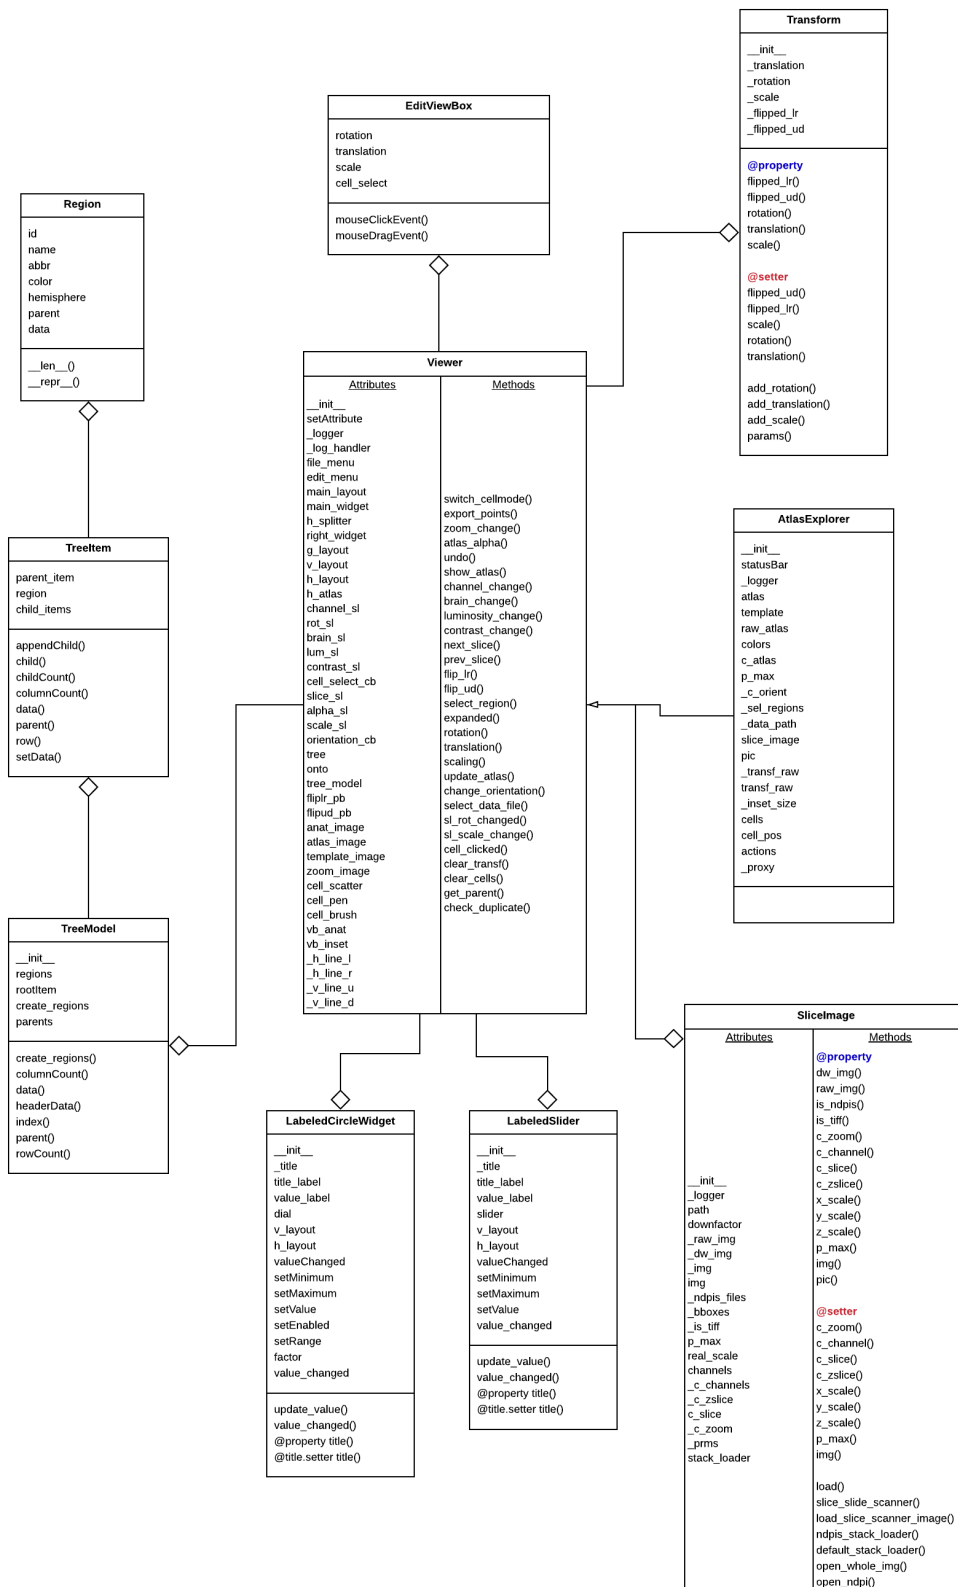 Transform
__init__
_translation
_rotation
_scale
_flipped_lr
_flipped_ud
@property
flipped_lr()
flipped_ud()
rotation()
translation()
scale()
@setter
flipped_ud()
flipped_lr()
scale()
rotation()
translation()
add_rotation()
add_translation()
add_scale()
params()
EditViewBox
rotation
translation
scale
cell_select
mouseClickEvent()
mouseDragEvent()
Region
id
name
abbr
color
hemisphere
parent
data
__len__()
__repr__()
TreeItem
parent_item
region
child_items
appendChild()
child()
childCount()
columnCount()
data()
parent()
row()
setData()
TreeModel
__init__
regions
rootItem
create_regions
parents
create_regions()
columnCount()
data()
headerData()
index()
parent()
rowCount()
Viewer
Attributes
__init__
setAttribute
_logger
_log_handler
file_menu
edit_menu
main_layout
main_widget
h_splitter
right_widget
g_layout
v_layout
h_layout
h_atlas
channel_sl
rot_sl
brain_sl
lum_sl
contrast_sl
cell_select_cb
slice_sl
alpha_sl
scale_sl
orientation_cb
tree
onto
tree_model
fliplr_pb
flipud_pb
anat_image
atlas_image
template_image
zoom_image
cell_scatter
cell_pen
cell_brush
vb_anat
vb_inset
_h_line_l
_h_line_r
_v_line_u
_v_line_d
Methods
switch_cellmode()
export_points()
zoom_change()
atlas_alpha()
undo()
show_atlas()
channel_change()
brain_change()
luminosity_change()
contrast_change()
next_slice()
prev_slice()
flip_lr()
flip_ud()
select_region()
expanded()
rotation()
translation()
scaling()
update_atlas()
change_orientation()
select_data_file()
sl_rot_changed()
sl_scale_change()
cell_clicked()
clear_transf()
clear_cells()
get_parent()
check_duplicate()
AtlasExplorer
__init__
statusBar
_logger
atlas
template
raw_atlas
colors
c_atlas
p_max
_c_orient
_sel_regions
_data_path
slice_image
pic
_transf_raw
transf_raw
_inset_size
cells
cell_pos
actions
_proxy
LabeledCircleWidget
__init__
_title
title_label
value_label
dial
v_layout
h_layout
valueChanged
setMinimum
setMaximum
setValue
setEnabled
setRange
factor
value_changed
update_value()
value_changed()
@property title()
@title.setter title()
LabeledSlider
__init__
_title
title_label
value_label
slider
v_layout
h_layout
valueChanged
setMinimum
setMaximum
setValue
value_changed
update_value()
value_changed()
@property title()
@title.setter title()
SliceImage
Attributes
__init__
_logger
path
downfactor
_raw_img
_dw_img
_img
img
_ndpis_files
_bboxes
_is_tiff
p_max
real_scale
channels
_c_channels
_c_zslice
c_slice
_c_zoom
_prms
stack_loader
Methods
@property
dw_img()
raw_img()
is_ndpis()
is_tiff()
c_zoom()
c_channel()
c_slice()
c_zslice()
x_scale()
y_scale()
z_scale()
p_max()
img()
pic()
@setter
c_zoom()
c_channel()
c_slice()
c_zslice()
x_scale()
y_scale()
z_scale()
p_max()
img()
load()
slice_slide_scanner()
load_slice_scanner_image()
ndpis_stack_loader()
default_stack_loader()
open_whole_img()
open_ndpi()